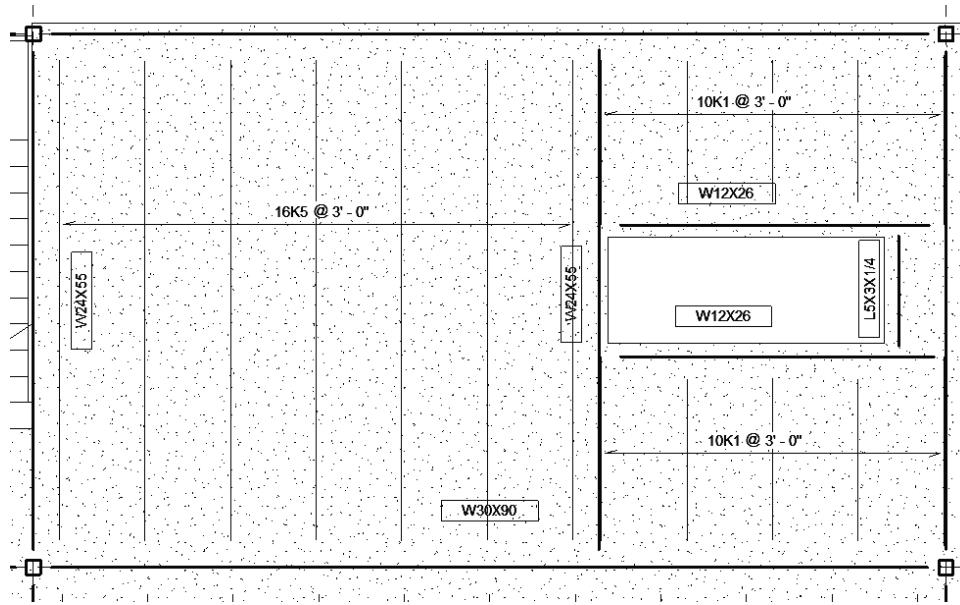 10K1 @ 3' - 0"
W12X26
16K5 @ 3' - 0"
W24X55
W24X55
L5X3X1/4
W12X26
10K1 @ 3' - 0"
W30X90